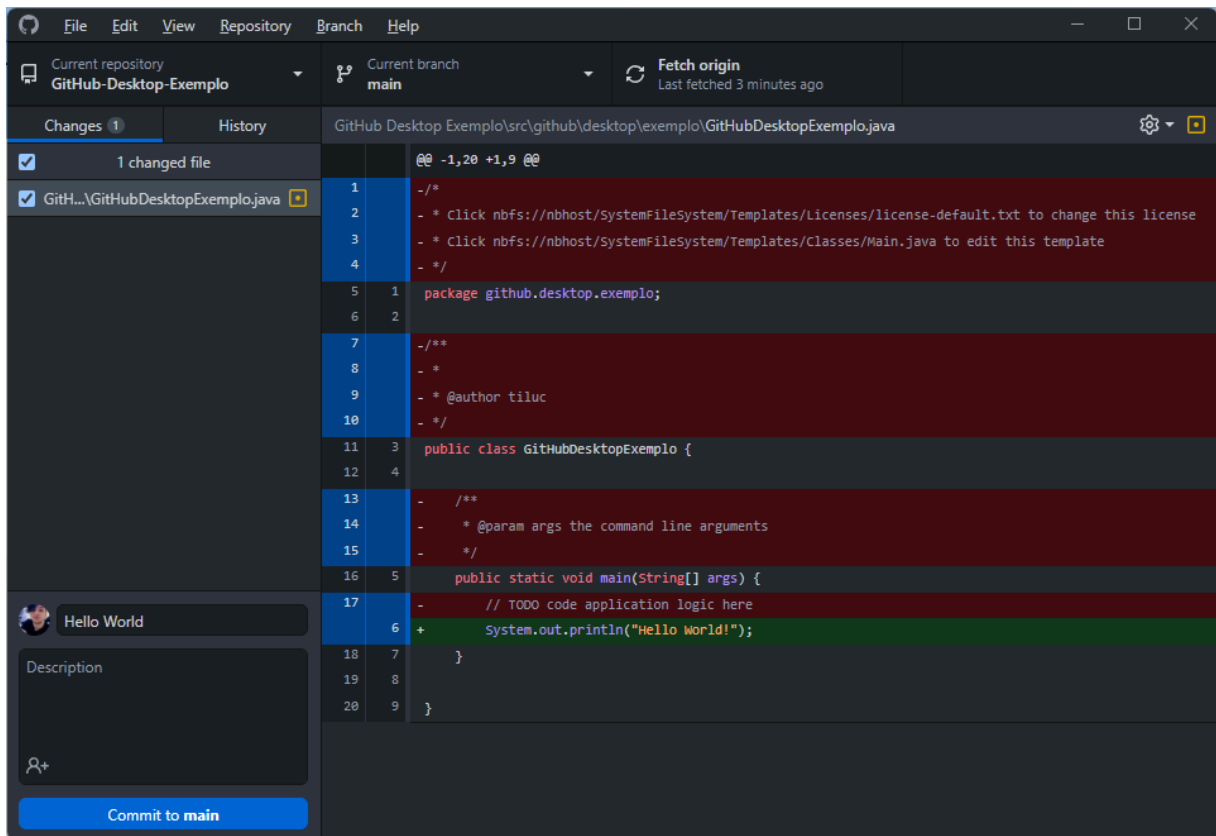 File Edit View Repository Branch Help
Current repository
GitHub-Desktop-Exemplo
Current branch
main
Fetch origin
Last fetched 3 minutes ago
Changes 1
History
1 changed file
GitH...\GitHubDesktopExemplo.java
GitHub Desktop Exemplo\src\github\desktop\exemplo\GitHubDesktopExemplo.java
@@ -1,20 +1,9 @@
1 -/*
2 - * Click nbfs://nbhost/SystemFileSystem/Templates/Licenses/license-default.txt to change this license
3 - * Click nbfs://nbhost/SystemFileSystem/Templates/Classes/Main.java to edit this template
4 - */
5 1 package github.desktop.exemplo;
6 2
7 -/**
8 - *
9 - * @author tiluc
10 - */
11 3 public class GitHubDesktopExemplo {
12 4
13 - /**
14 - * @param args the command line arguments
15 - */
16 5 public static void main(String[] args) {
17 - // TODO code application logic here
6 + System.out.println("Hello World!");
18 7 }
19 8
20 9 }
Hello World
Description
Commit to main